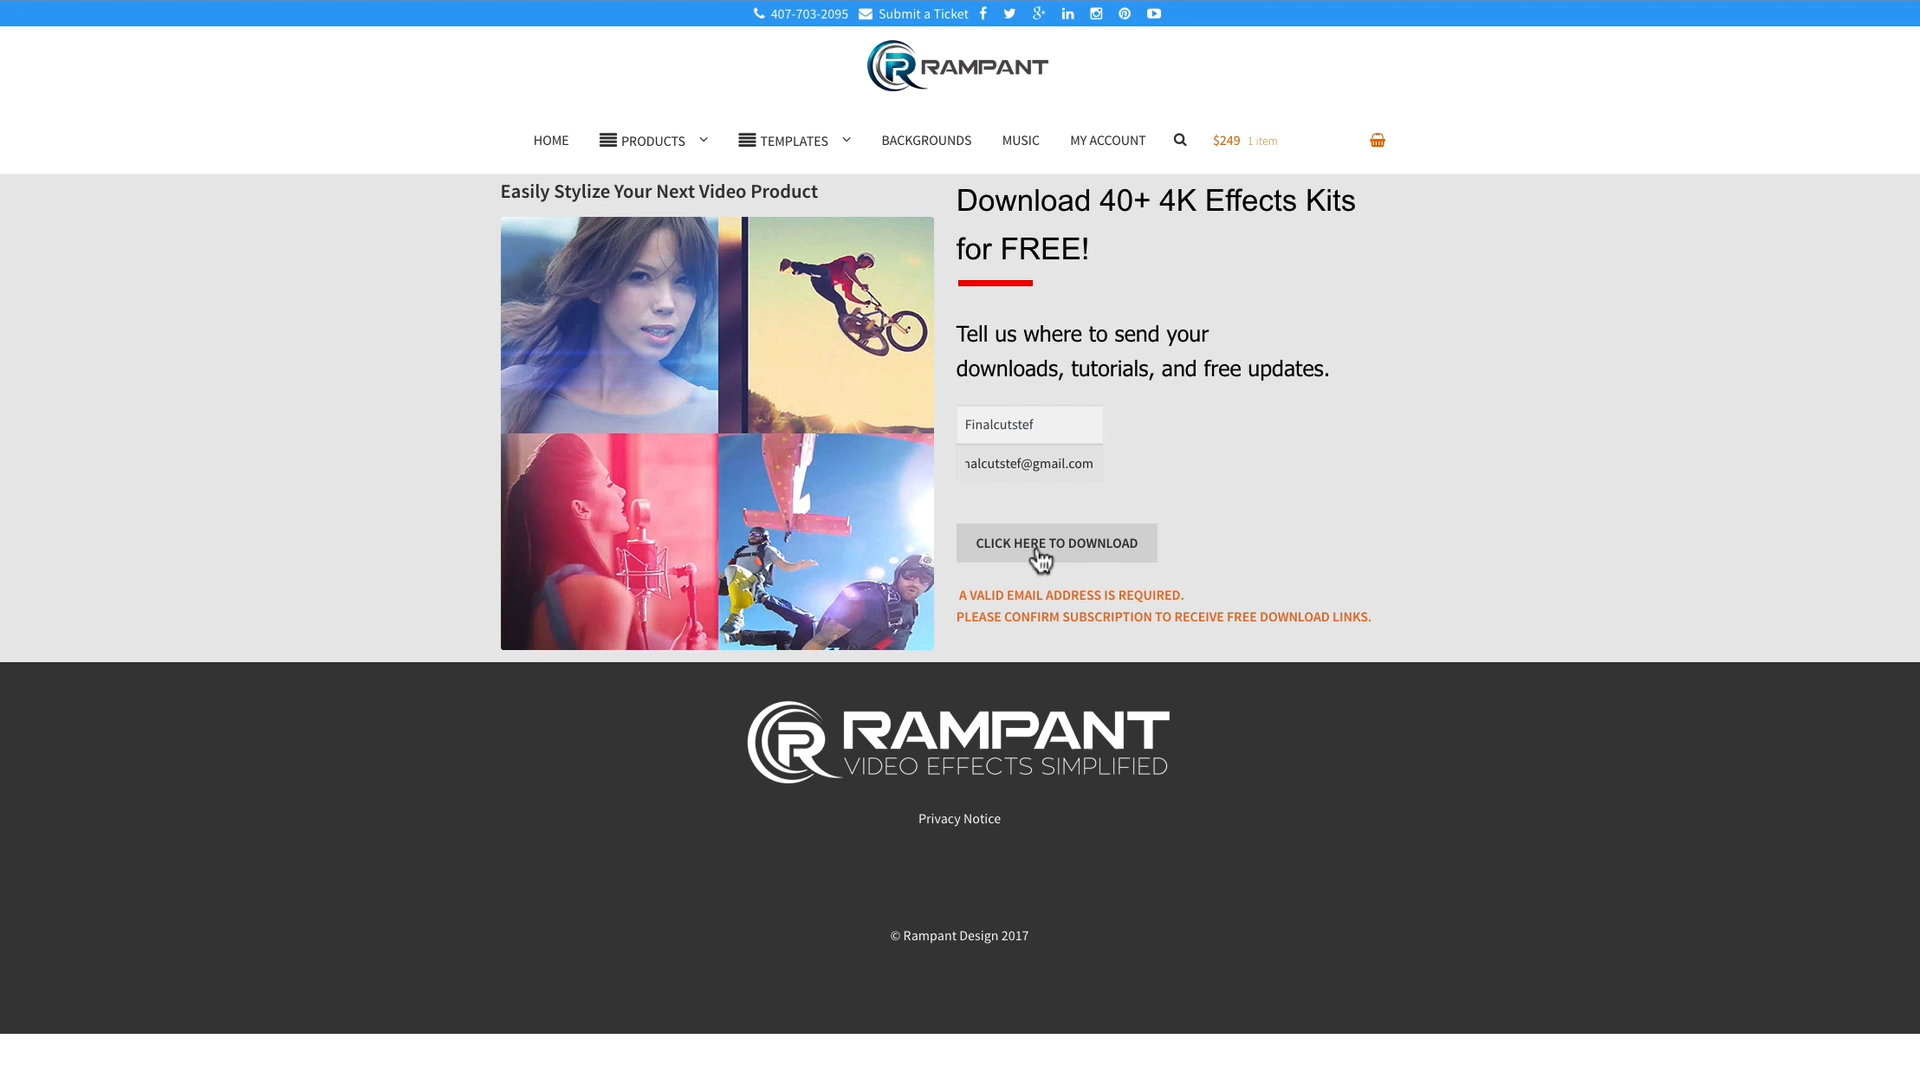 407-703-2095 Submit a Ticket
RAMPANT
HOME PRODUCTS TEMPLATES BACKGROUNDS MUSIC MY ACCOUNT $249 1 item
Easily Stylize Your Next Video Product
Download 40+ 4K Effects Kits
for FREE!
Tell us where to send your
downloads, tutorials, and free updates.
Finalcutstef
nalcutstef@gmail.com
CLICK HERE TO DOWNLOAD
A VALID EMAIL ADDRESS IS REQUIRED.
PLEASE CONFIRM SUBSCRIPTION TO RECEIVE FREE DOWNLOAD LINKS.
RAMPANT
VIDEO EFFECTS SIMPLIFIED
Privacy Notice
© Rampant Design 2017